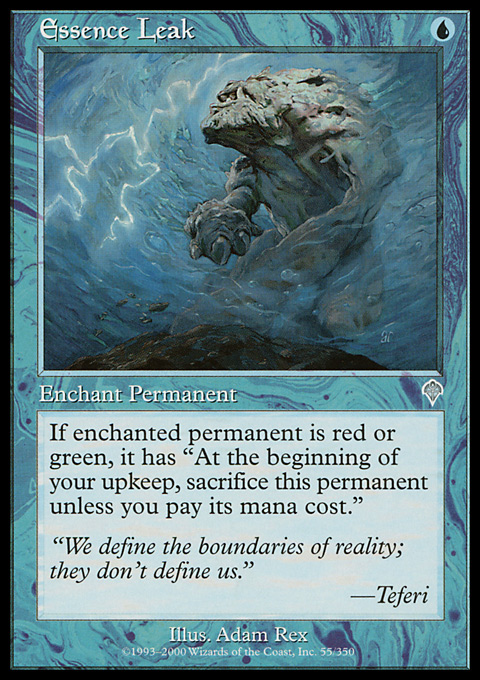 Essence Leak
Enchant Permanent
If enchanted permanent is red or
green, it has “At the beginning of
your upkeep, sacrifice this permanent
unless you pay its mana cost.”
“We define the boundaries of reality;
they don’t define us.”
—Teferi
Illus. Adam Rex
©1993–2000 Wizards of the Coast, Inc. 55/350